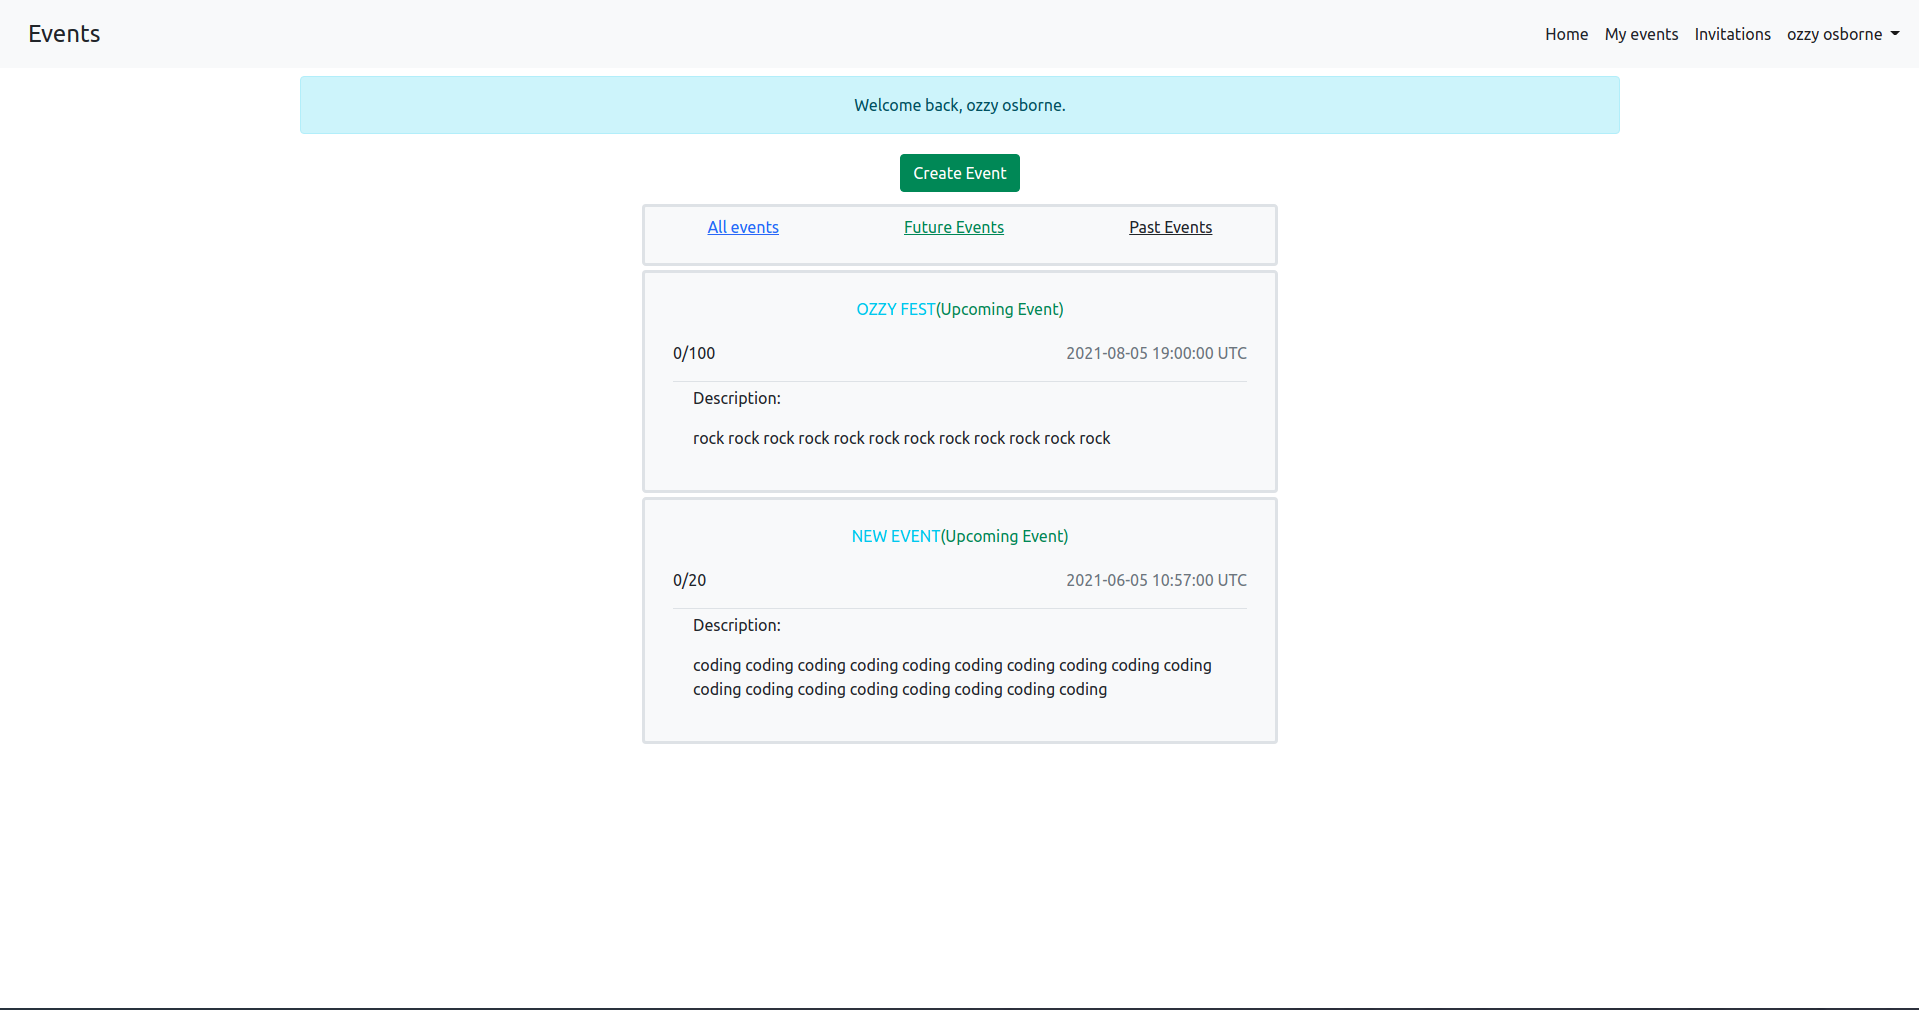 Events
Home My events Invitations ozzy osborne
Welcome back, ozzy osborne.
Create Event
All events Future Events Past Events
OZZY FEST(Upcoming Event)
0/100 2021-08-05 19:00:00 UTC
Description:
rock rock rock rock rock rock rock rock rock rock rock rock
NEW EVENT(Upcoming Event)
0/20 2021-06-05 10:57:00 UTC
Description:
coding coding coding coding coding coding coding coding coding coding
coding coding coding coding coding coding coding coding